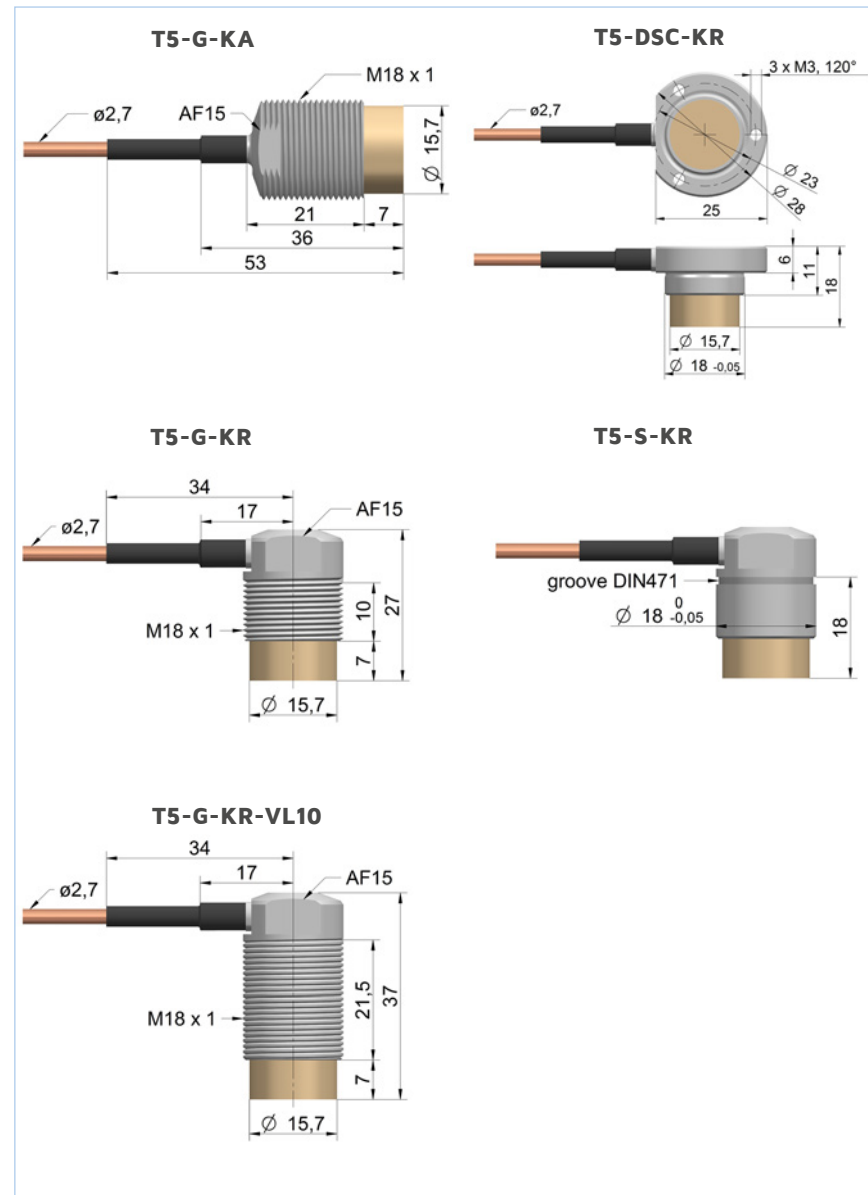 T5-G-KA
M18 x 1
AF15
ø2,7
Ø 15,7
21
7
36
53
T5-DSC-KR
3 x M3, 120°
ø2,7
Ø 23
Ø 28
25
6
11
18
Ø 15,7
Ø 18 -0,05
T5-G-KR
34
17
AF15
ø2,7
10
27
M18 x 1
7
Ø 15,7
T5-S-KR
groove DIN471
Ø 18 0 -0,05
18
T5-G-KR-VL10
34
17
AF15
ø2,7
21,5
37
M18 x 1
7
Ø 15,7